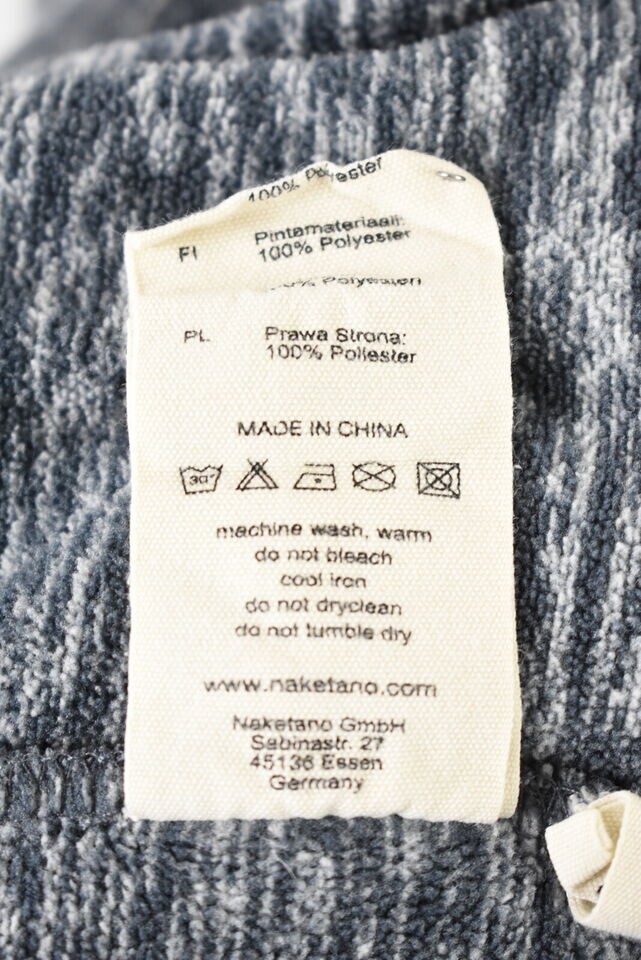 100% Polyester
FI Pintamateriaali:
100% Polyester
Polyesteri
PL Prawa Strona:
100% Poliester
MADE IN CHINA
30°
machine wash, warm
do not bleach
cool iron
do not dryclean
do not tumble dry
www.naketano.com
Naketano GmbH
Sabinastr. 27
45136 Essen
Germany